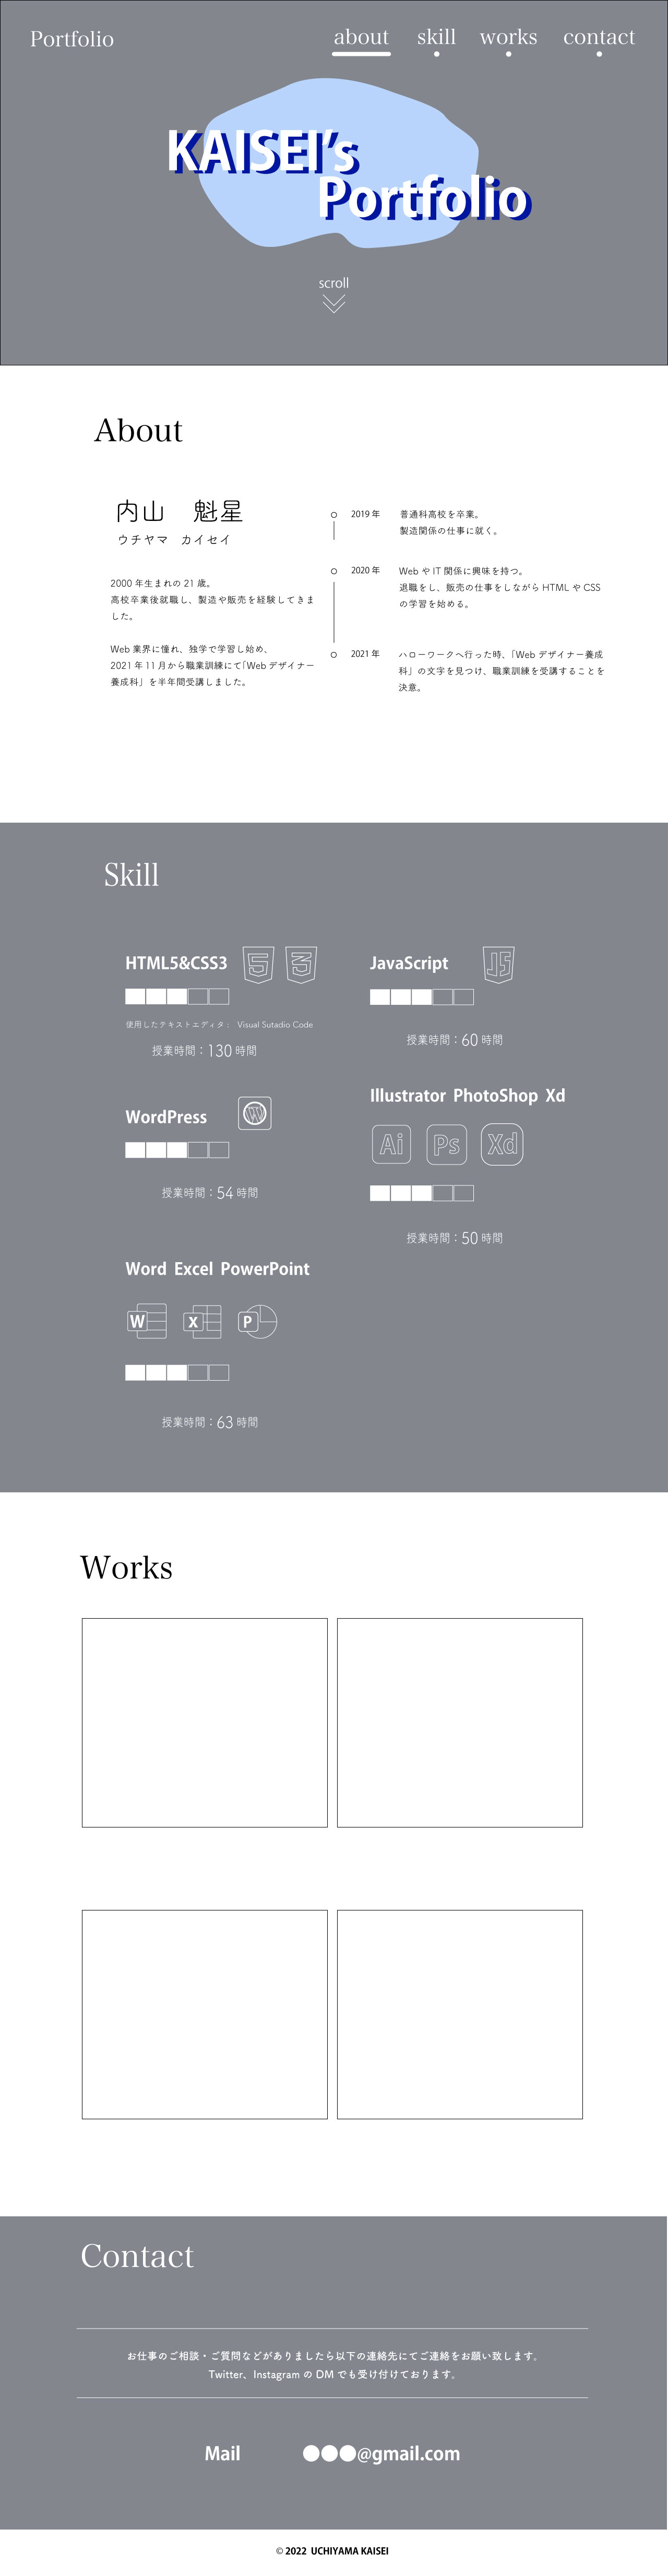 Portfolio
about skill works contact
KAISEI's
Portfolio
scroll
About
内山 魁星
ウチヤマ カイセイ
2000 年生まれの 21 歳。
高校卒業後就職し、製造や販売を経験してきま
した。
Web 業界に憧れ、独学で学習し始め、
2021 年 11 月から職業訓練にて「Web デザイナー
養成科」を半年間受講しました。
2019 年 普通科高校を卒業。
製造関係の仕事に就く。
2020 年 Web や IT 関係に興味を持つ。
退職をし、販売の仕事をしながら HTML や CSS
の学習を始める。
2021 年 ハローワークへ行った時、「Web デザイナー養成
科」の文字を見つけ、職業訓練を受講することを
決意。
Skill
HTML5&CSS3 5 3
使用したテキストエディタ： Visual Sutadio Code
授業時間：130 時間
JavaScript JS
授業時間：60 時間
WordPress W
授業時間：54 時間
Illustrator PhotoShop Xd
Ai Ps Xd
授業時間：50 時間
Word Excel PowerPoint
W X P
授業時間：63 時間
Works
Contact
お仕事のご相談・ご質問などがありましたら以下の連絡先にてご連絡をお願い致します。
Twitter、Instagram の DM でも受け付けております。
Mail ●●●@gmail.com
© 2022 UCHIYAMA KAISEI